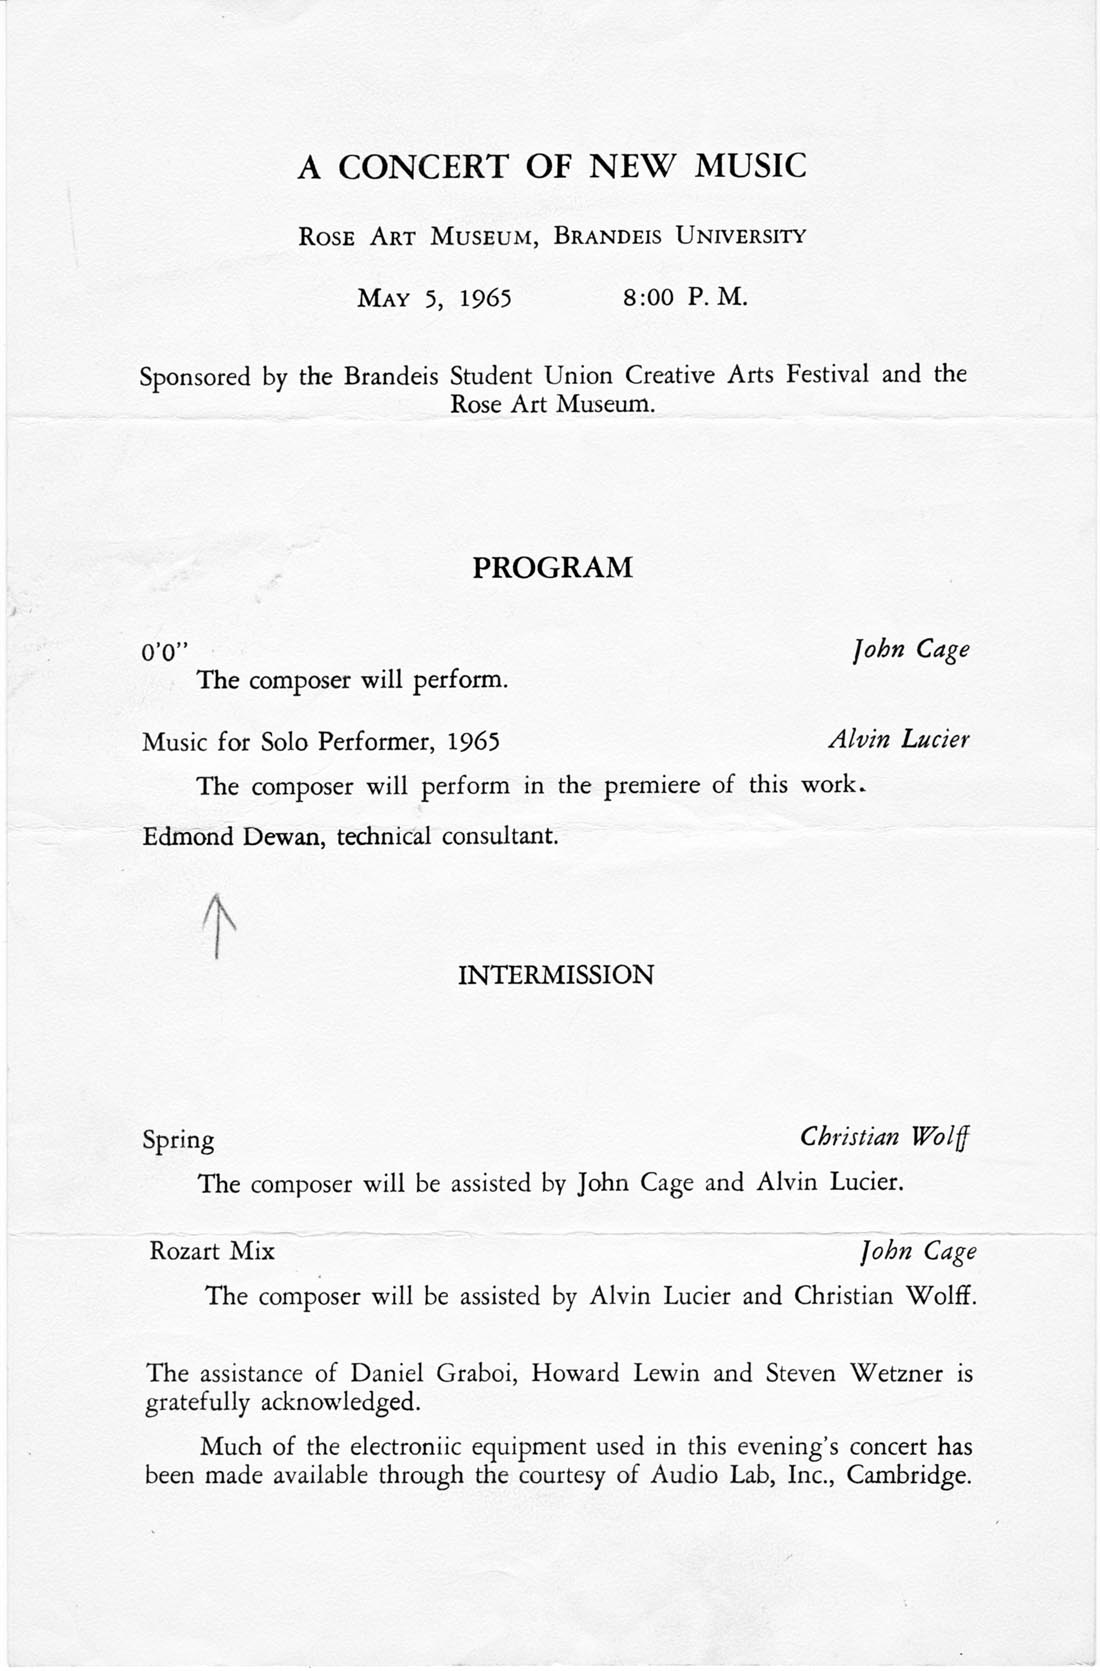 A CONCERT OF NEW MUSIC
ROSE ART MUSEUM, BRANDEIS UNIVERSITY
MAY 5, 1965 8:00 P. M.
Sponsored by the Brandeis Student Union Creative Arts Festival and the
Rose Art Museum.
PROGRAM
0'0" John Cage
The composer will perform.
Music for Solo Performer, 1965 Alvin Lucier
The composer will perform in the premiere of this work.
Edmond Dewan, technical consultant.
INTERMISSION
Spring Christian Wolff
The composer will be assisted by John Cage and Alvin Lucier.
Rozart Mix John Cage
The composer will be assisted by Alvin Lucier and Christian Wolff.
The assistance of Daniel Graboi, Howard Lewin and Steven Wetzner is
gratefully acknowledged.
Much of the electroniic equipment used in this evening's concert has
been made available through the courtesy of Audio Lab, Inc., Cambridge.